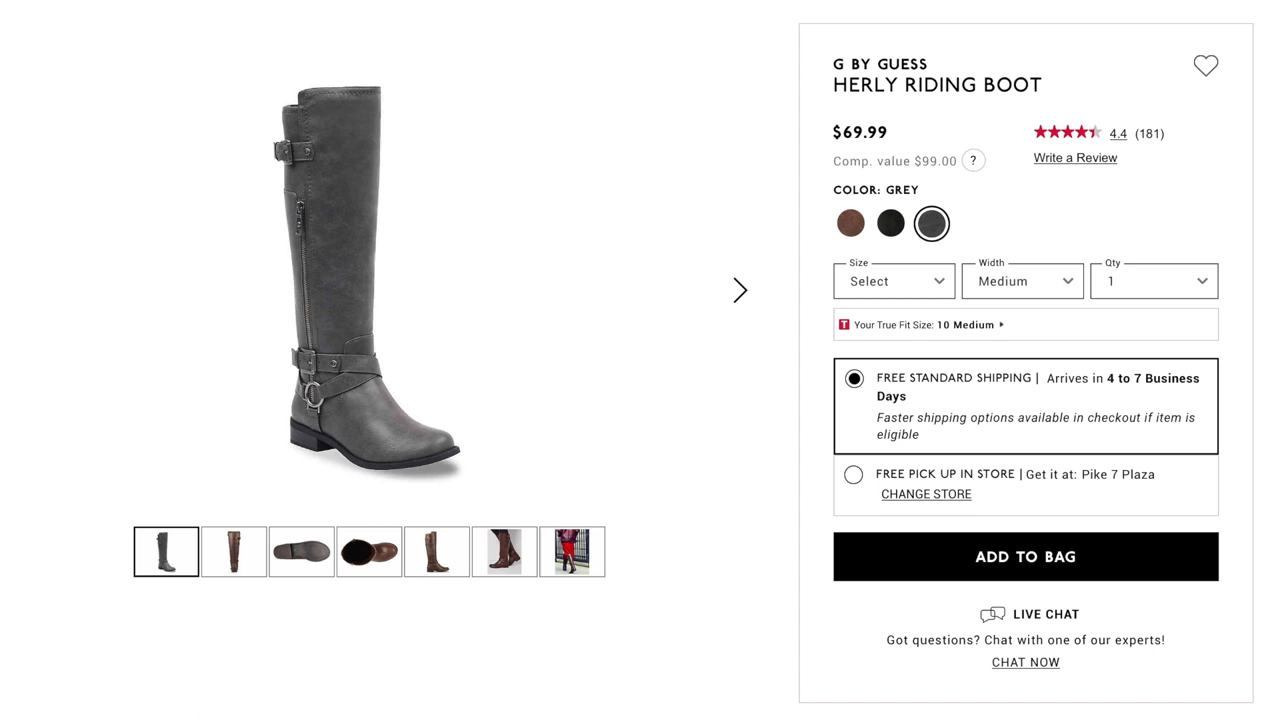 G BY GUESS
HERLY RIDING BOOT
$69.99
4.4 (181)
Comp. value $99.00 ?
Write a Review
COLOR: GREY
Size
Select
Width
Medium
Qty
1
T Your True Fit Size: 10 Medium
FREE STANDARD SHIPPING | Arrives in 4 to 7 Business
Days
Faster shipping options available in checkout if item is
eligible
FREE PICK UP IN STORE | Get it at: Pike 7 Plaza
CHANGE STORE
ADD TO BAG
LIVE CHAT
Got questions? Chat with one of our experts!
CHAT NOW